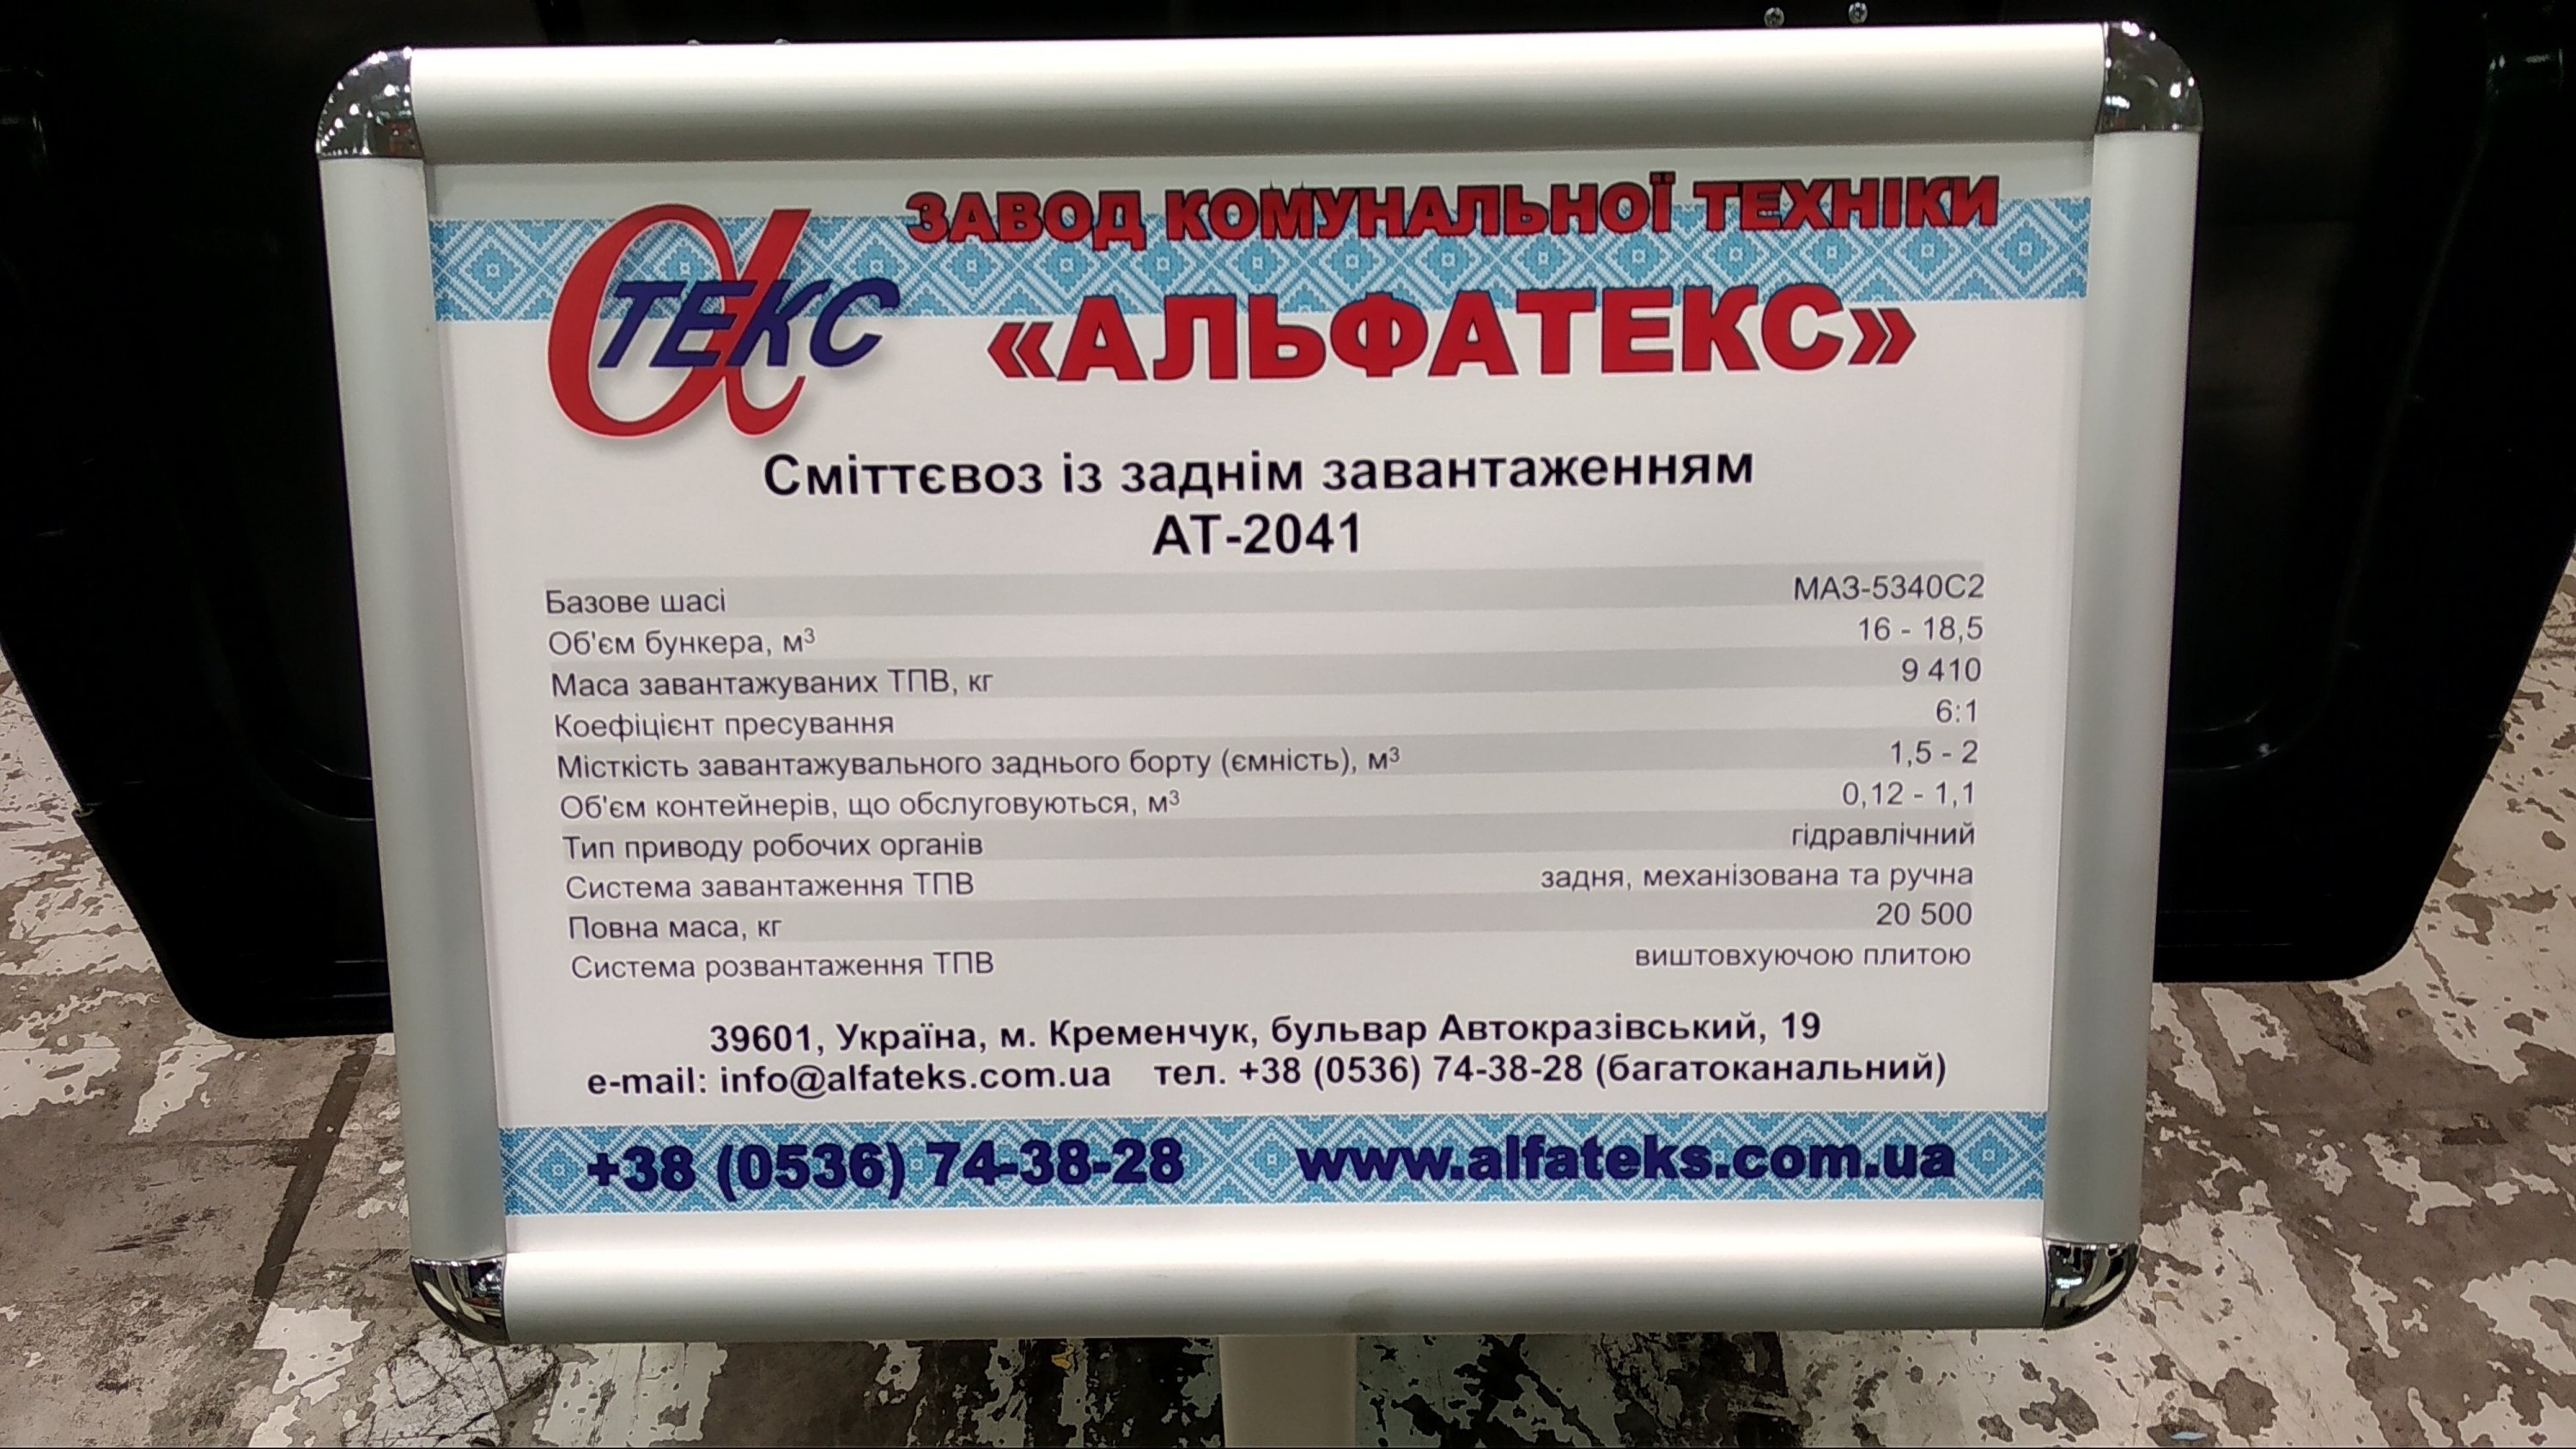 ЗАВОД КОМУНАЛЬНОЇ ТЕХНІКИ
αТЕКС
«АЛЬФАТЕКС»
Сміттєвоз із заднім завантаженням
АТ-2041
Базове шасі МАЗ-5340С2
Об'єм бункера, м³ 16 - 18,5
Маса завантажуваних ТПВ, кг 9 410
Коефіцієнт пресування 6:1
Місткість завантажувального заднього борту (ємність), м³ 1,5 - 2
Об'єм контейнерів, що обслуговуються, м³ 0,12 - 1,1
Тип приводу робочих органів гідравлічний
Система завантаження ТПВ задня, механізована та ручна
Повна маса, кг 20 500
Система розвантаження ТПВ виштовхуючою плитою
39601, Україна, м. Кременчук, бульвар Автокразівський, 19
e-mail: info@alfateks.com.ua тел. +38 (0536) 74-38-28 (багатоканальний)
+38 (0536) 74-38-28 www.alfateks.com.ua